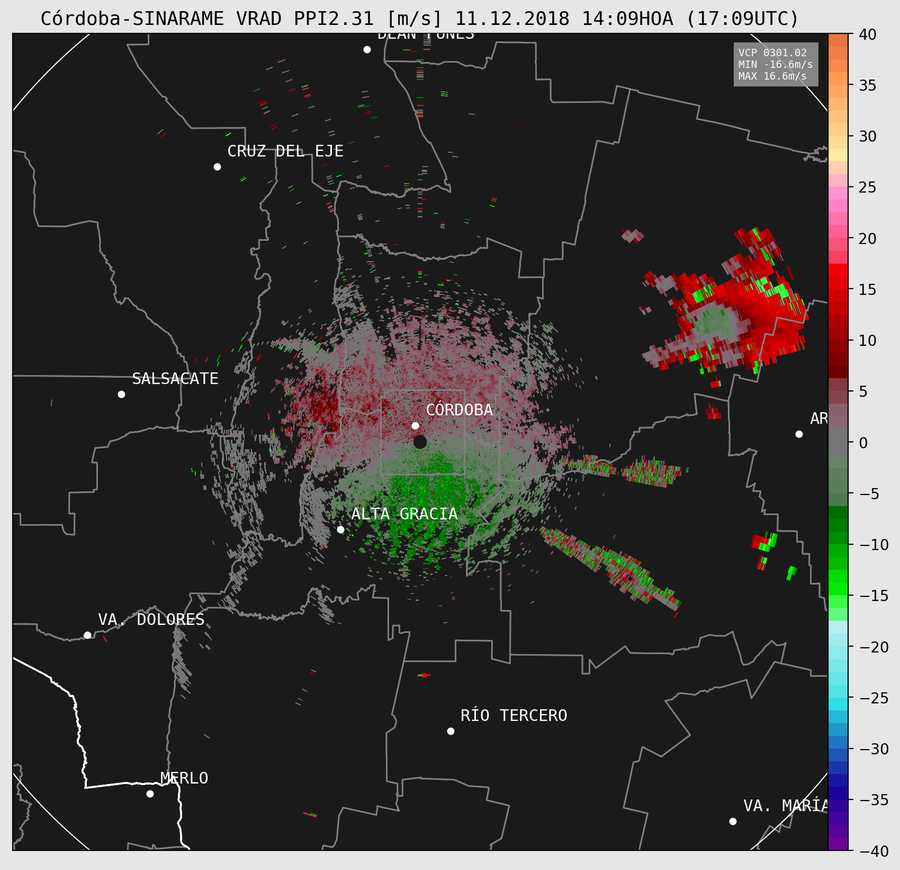 Córdoba-SINARAME VRAD PPI2.31 [m/s] 11.12.2018 14:09HOA (17:09UTC)
DEAN FUNES
VCP 0301.02
MIN -16.6m/s
MAX 16.6m/s
CRUZ DEL EJE
SALSACATE
CÓRDOBA
AR
ALTA GRACIA
VA. DOLORES
RÍO TERCERO
MERLO
VA. MARÍA
40
35
30
25
20
15
10
5
0
−5
−10
−15
−20
−25
−30
−35
−40